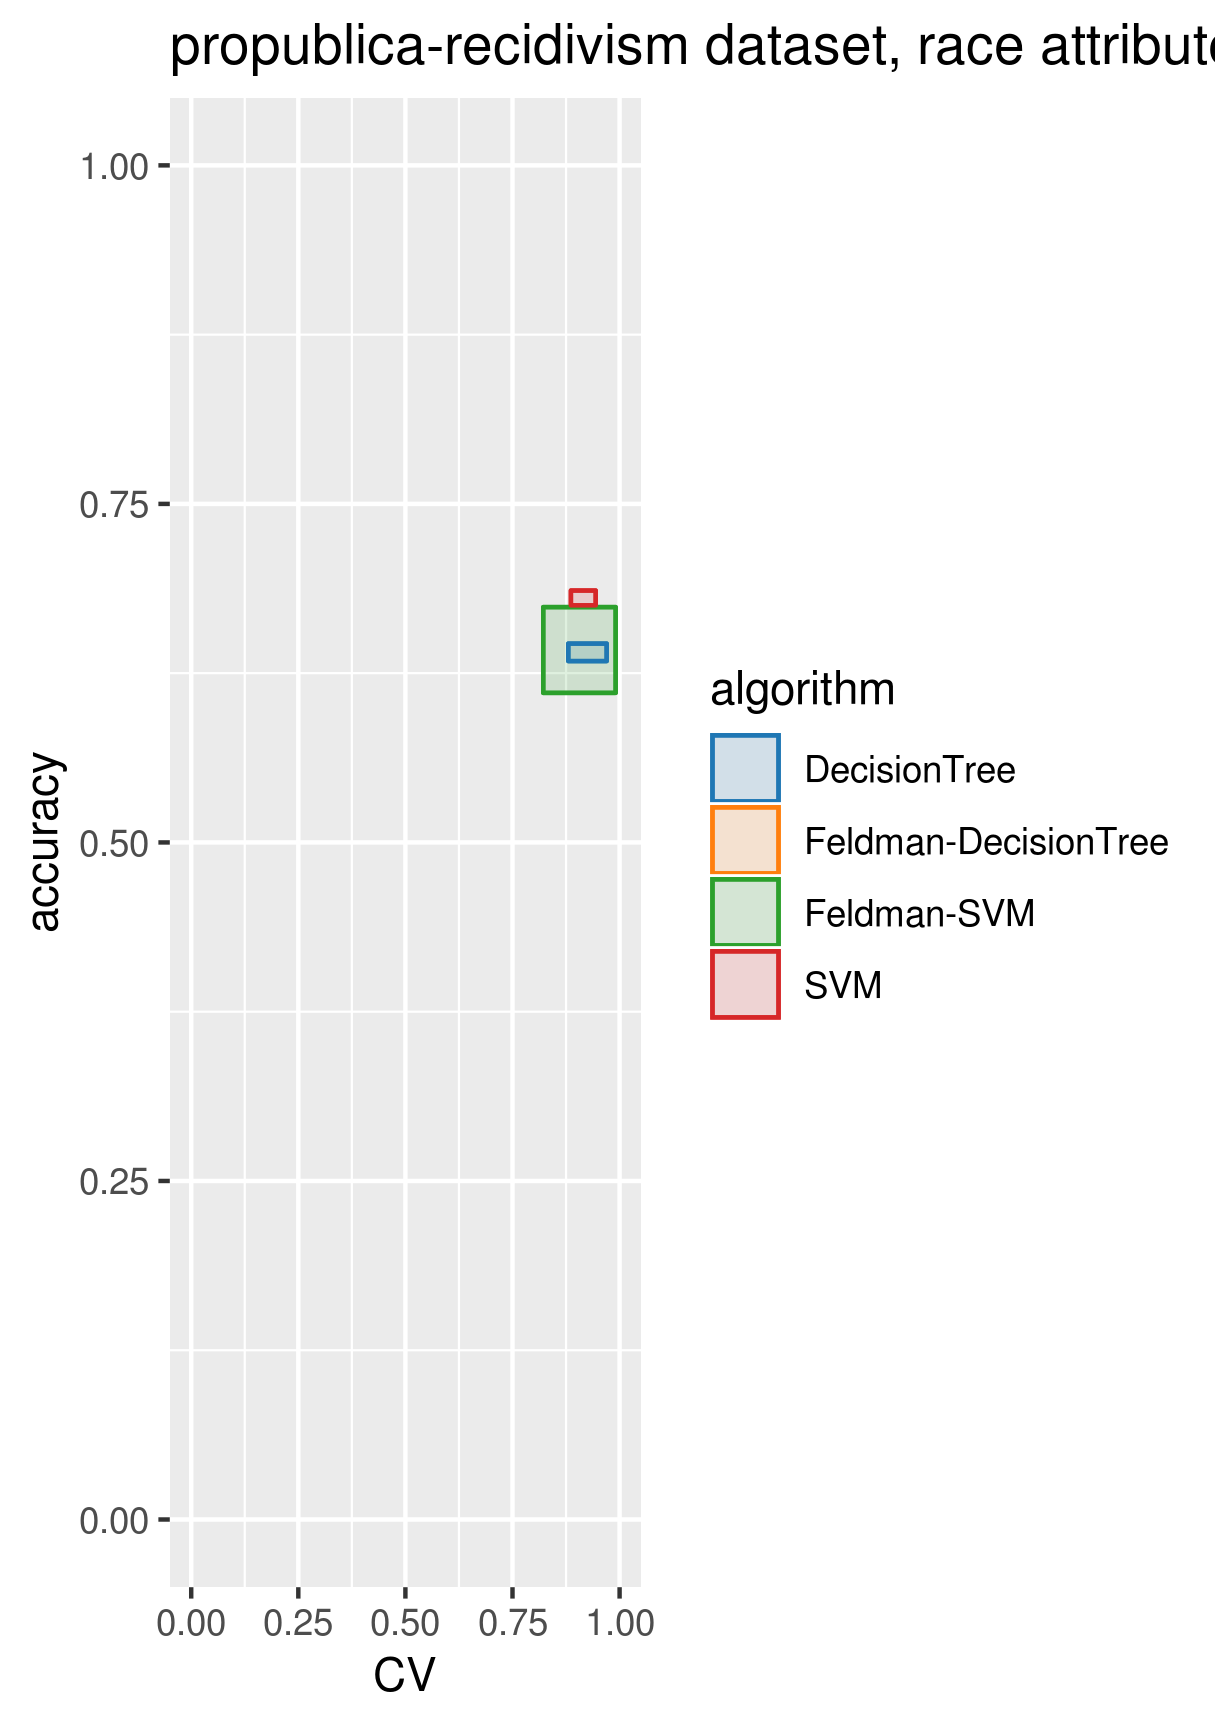 propublica-recidivism dataset, race attribute
1.00
0.75
0.50
0.25
0.00
accuracy
0.00 0.25 0.50 0.75 1.00
CV
algorithm
DecisionTree
Feldman-DecisionTree
Feldman-SVM
SVM